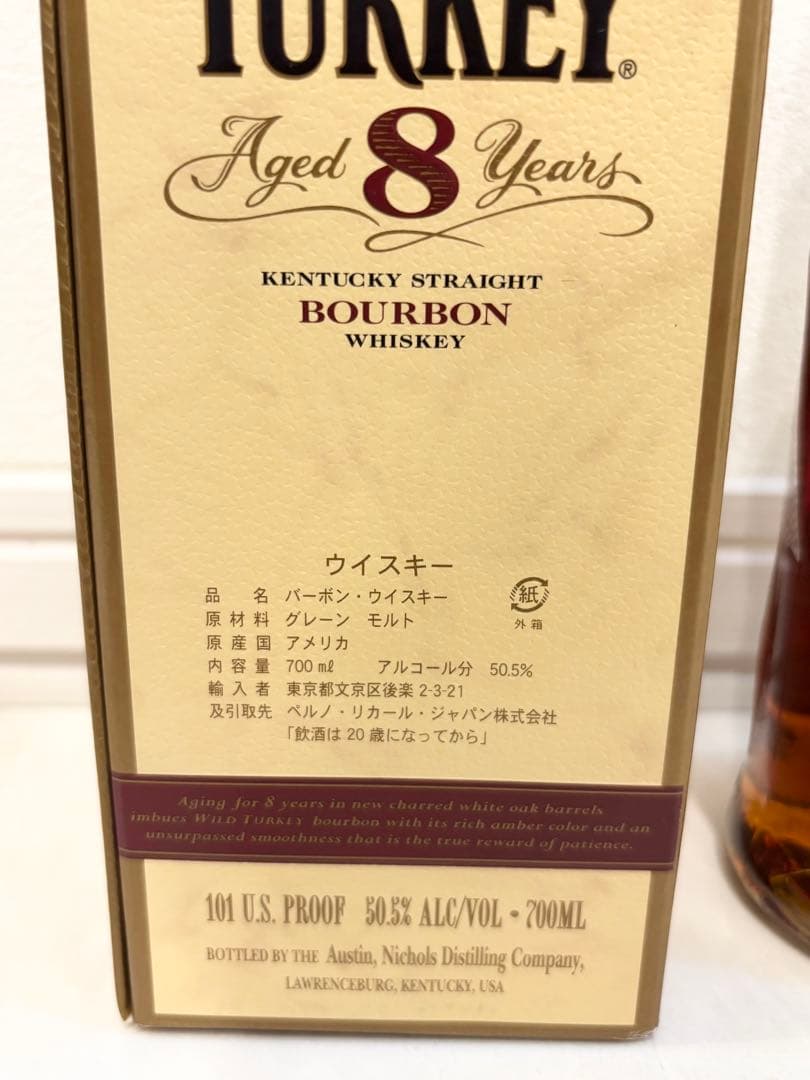 TURKEY®
Aged 8 Years
KENTUCKY STRAIGHT
BOURBON
WHISKEY
ウイスキー
品名 バーボン・ウイスキー
原材料 グレーン モルト
紙
外箱
原産国 アメリカ
内容量 700㎖ アルコール分 50.5%
輸入者 東京都文京区後楽2-3-21
及引取先 ペルノ・リカール・ジャパン株式会社
「飲酒は20歳になってから」
Aging for 8 years in new charred white oak barrels
imbues WILD TURKEY bourbon with its rich amber color and an
unsurpassed smoothness that is the true reward of patience.
101 U.S. PROOF 50.5% ALC/VOL • 700ML
BOTTLED BY THE Austin, Nichols Distilling Company,
LAWRENCEBURG, KENTUCKY, USA